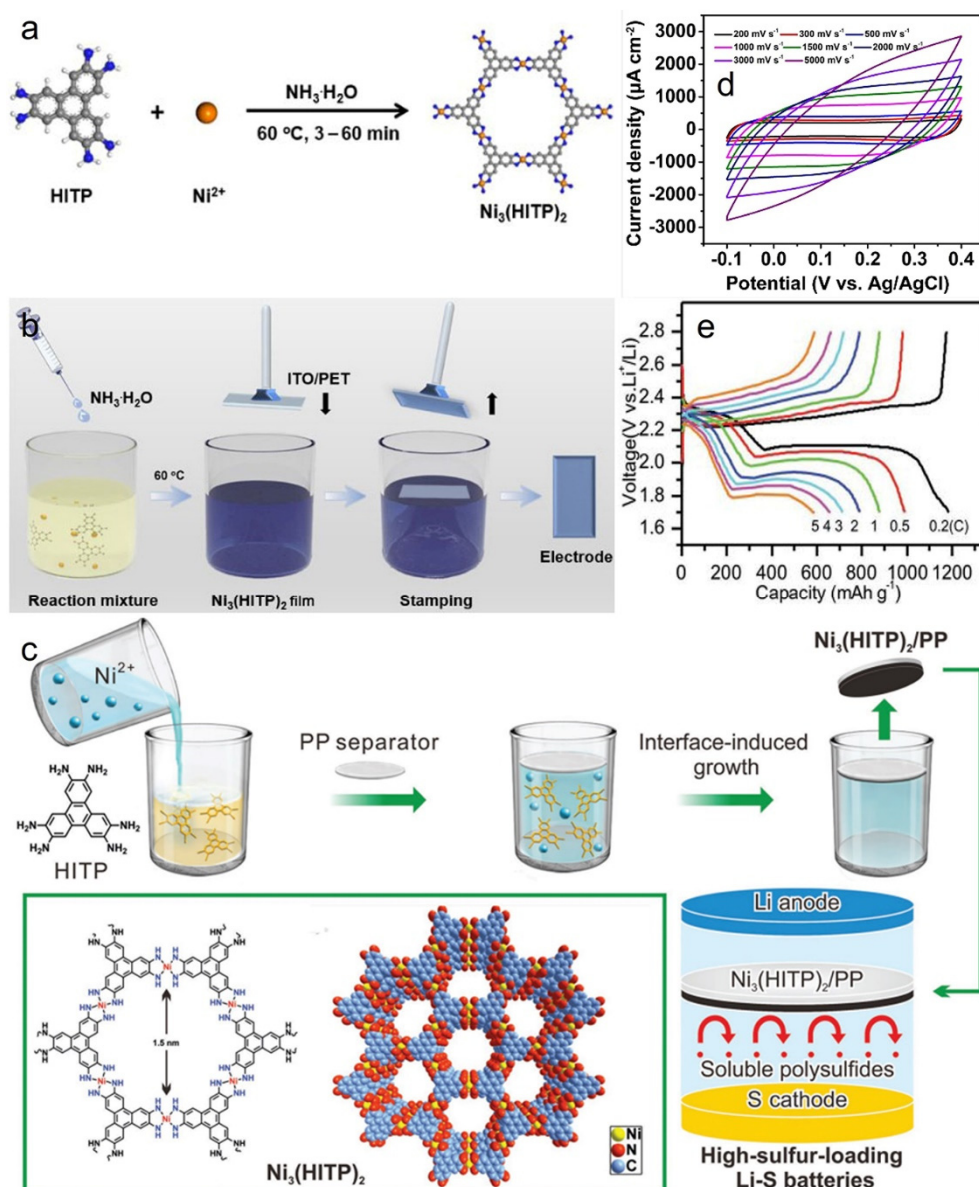 a
HITP
+
Ni²⁺
NH₃·H₂O
60 °C, 3 – 60 min
Ni₃(HITP)₂
d
200 mV s⁻¹ 300 mV s⁻¹ 500 mV s⁻¹
1000 mV s⁻¹ 1500 mV s⁻¹ 2000 mV s⁻¹
3000 mV s⁻¹ 5000 mV s⁻¹
Current density (µA cm⁻²)
3000
2000
1000
0
-1000
-2000
-3000
-0.1 0.0 0.1 0.2 0.3 0.4
Potential (V vs. Ag/AgCl)
b
NH₃·H₂O
60 °C
ITO/PET
Reaction mixture
Ni₃(HITP)₂ film
Stamping
Electrode
e
Voltage(V vs.Li⁺/Li)
2.8
2.6
2.4
2.2
2.0
1.8
1.6
5 4 3 2 1 0.5 0.2(C)
0 200 400 600 800 1000 1200
Capacity (mAh g⁻¹)
c
Ni²⁺
H₂N NH₂
H₂N NH₂
H₂N NH₂
HITP
PP separator
Interface-induced
growth
Ni₃(HITP)₂/PP
1.5 nm
Ni₃(HITP)₂
Ni
N
C
Li anode
Ni₃(HITP)₂/PP
Soluble polysulfides
S cathode
High-sulfur-loading
Li-S batteries